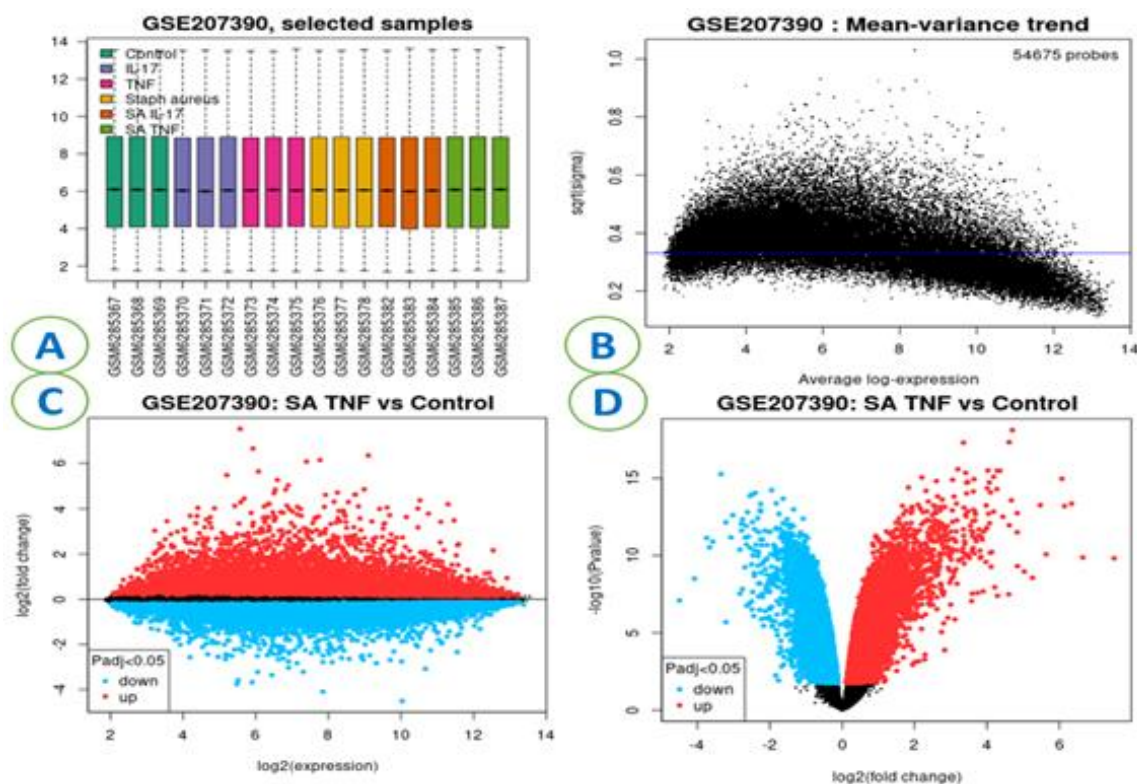 GSE207390, selected samples
14
12
10
8
6
4
2
Control
IL-17
TNF
Staph aureus
SA IL-17
SA TNF
GSM6285367
GSM6285368
GSM6285369
GSM6285370
GSM6285371
GSM6285372
GSM6285373
GSM6285374
GSM6285375
GSM6285376
GSM6285377
GSM6285378
GSM6285382
GSM6285383
GSM6285384
GSM6285385
GSM6285386
GSM6285387
A
GSE207390 : Mean-variance trend
54675 probes
sqrt(sigma)
1.0
0.8
0.6
0.4
0.2
2 4 6 8 10 12 14
Average log-expression
B
C
GSE207390: SA TNF vs Control
log2(fold change)
6
4
2
0
-2
-4
Padj<0.05
down
up
2 4 6 8 10 12 14
log2(expression)
D
GSE207390: SA TNF vs Control
-log10(Pvalue)
15
10
5
0
Padj<0.05
down
up
-4 -2 0 2 4 6
log2(fold change)